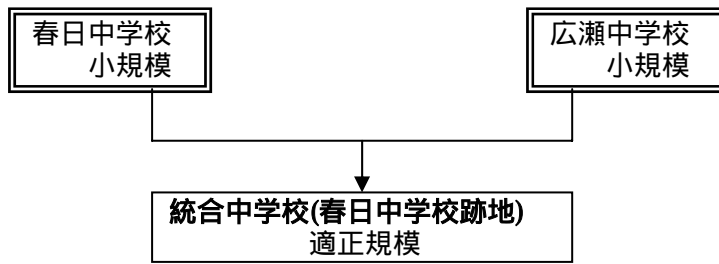 春日中学校
小規模
広瀬中学校
小規模
統合中学校(春日中学校跡地)
適正規模